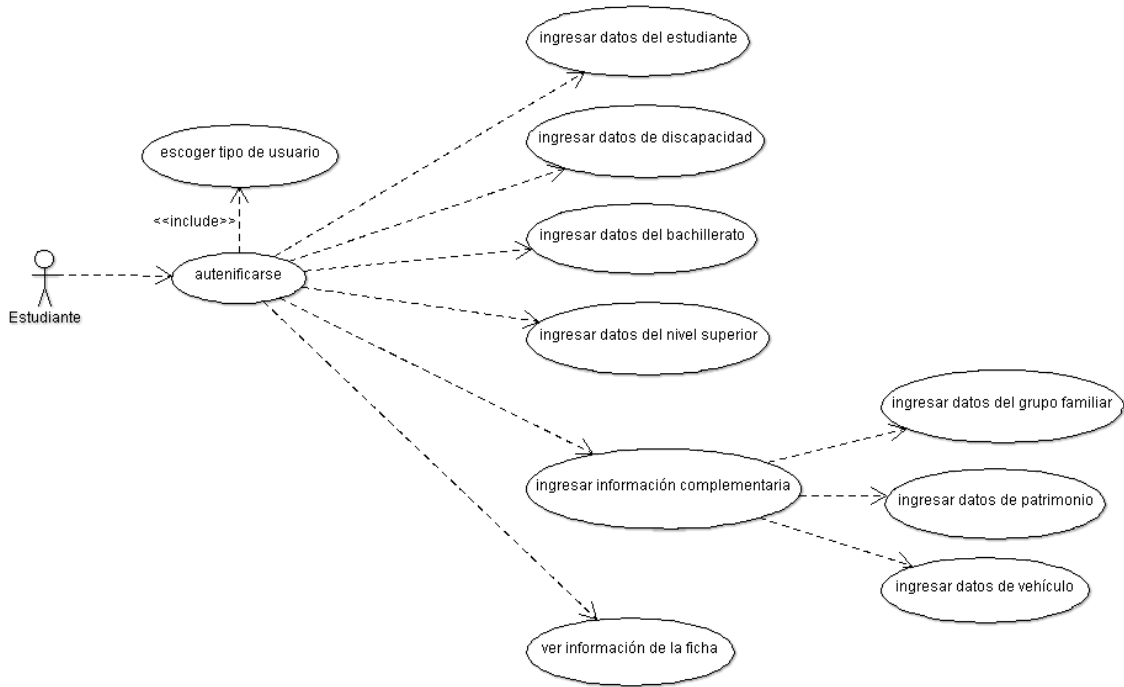 ingresar datos del estudiante
ingresar datos de discapacidad
escoger tipo de usuario
<<include>>
ingresar datos del bachillerato
autenificarse
Estudiante
ingresar datos del nivel superior
ingresar datos del grupo familiar
ingresar información complementaria
ingresar datos de patrimonio
ingresar datos de vehículo
ver información de la ficha